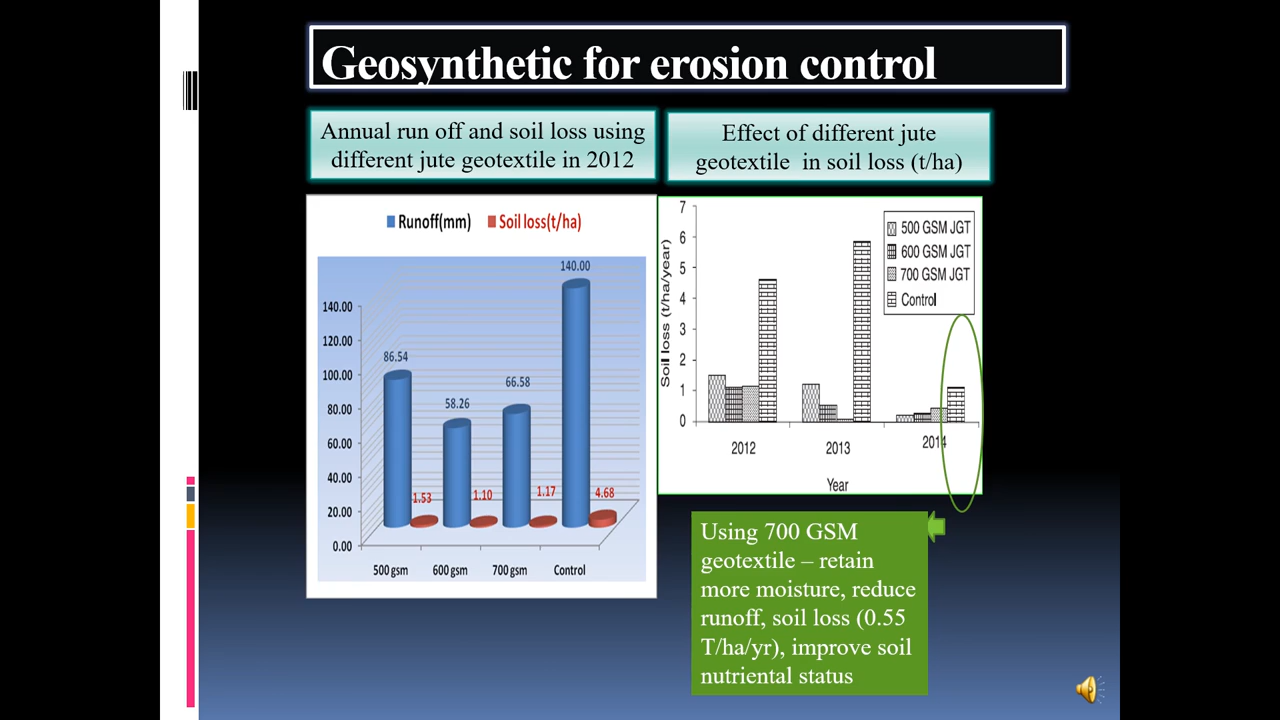 Geosynthetic for erosion control
Annual run off and soil loss using
different jute geotextile in 2012
Effect of different jute
geotextile in soil loss (t/ha)
Runoff(mm) Soil loss(t/ha)
140.00
120.00
100.00
80.00
60.00
40.00
20.00
0.00
86.54
58.26
66.58
140.00
1.53
1.10
1.17
4.68
500 gsm 600 gsm 700 gsm Control
Soil loss (t/ha/year)
7
6
5
4
3
2
1
0
500 GSM JGT
600 GSM JGT
700 GSM JGT
Control
2012 2013 2014
Year
Using 700 GSM
geotextile – retain
more moisture, reduce
runoff, soil loss (0.55
T/ha/yr), improve soil
nutriental status